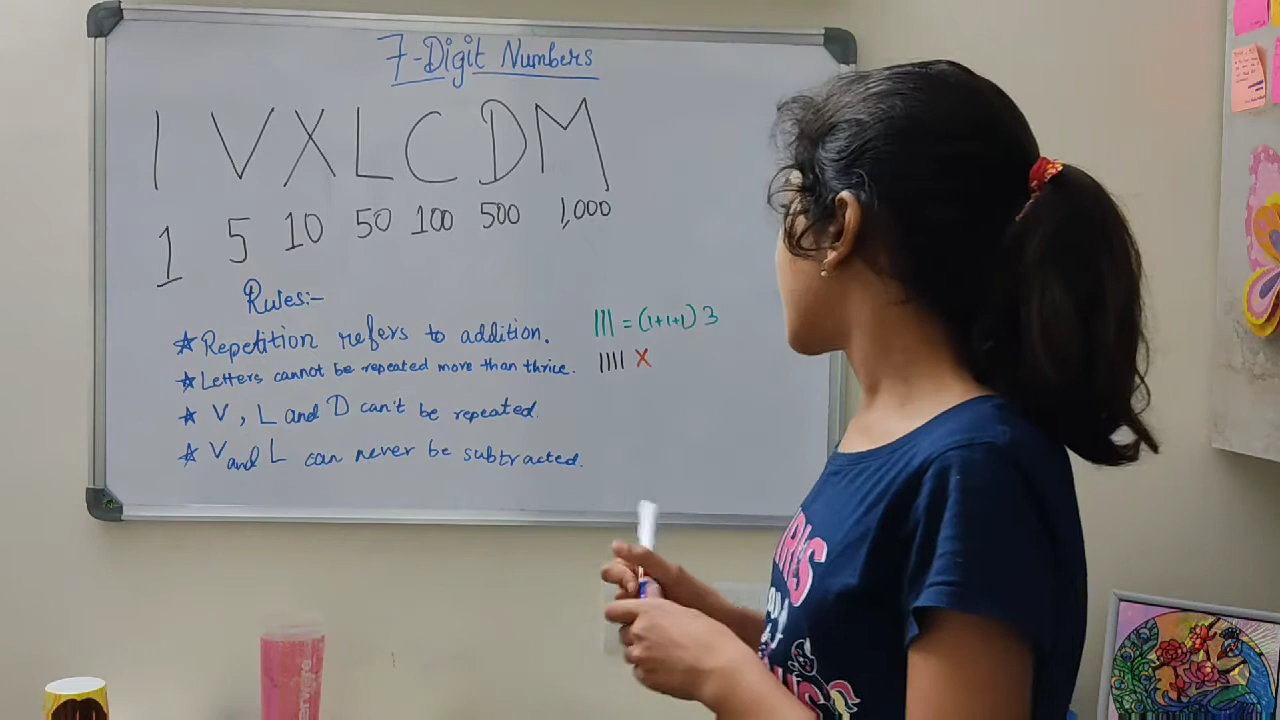 7-Digit Numbers
I V X L C D M
1 5 10 50 100 500 1,000
Rules:-
★ Repetition refers to addition. III = (1+1+1) 3
★ Letters cannot be repeated more than thrice. IIII X
★ V, L and D can't be repeated.
★ V and L can never be subtracted.